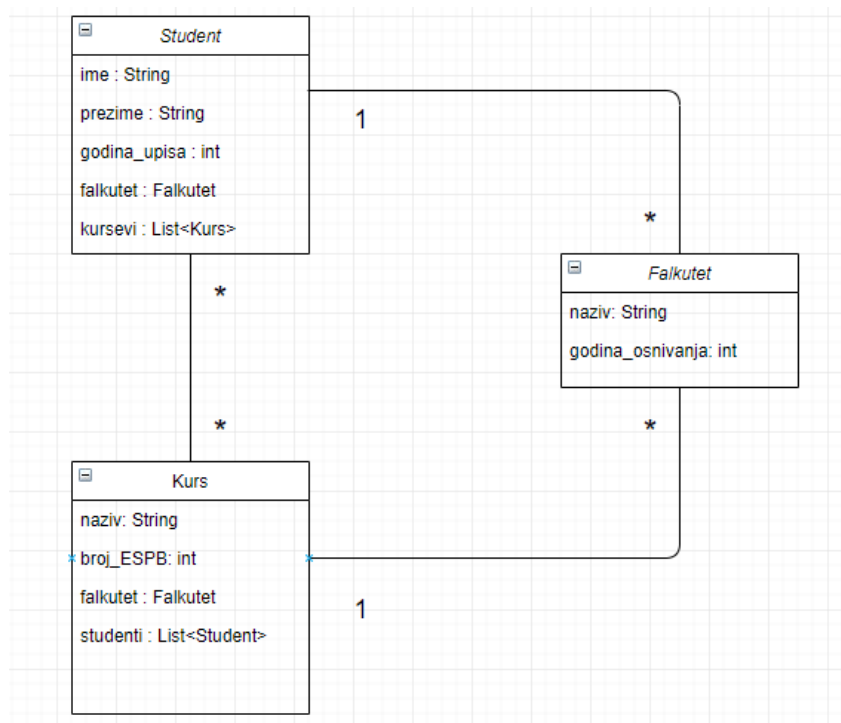 Student
ime : String
prezime : String
godina_upisa : int
falkutet : Falkutet
kursevi : List<Kurs>
1
*
Falkutet
naziv: String
godina_osnivanja: int
*
*
*
Kurs
naziv: String
broj_ESPB: int
falkutet : Falkutet
studenti : List<Student>
1